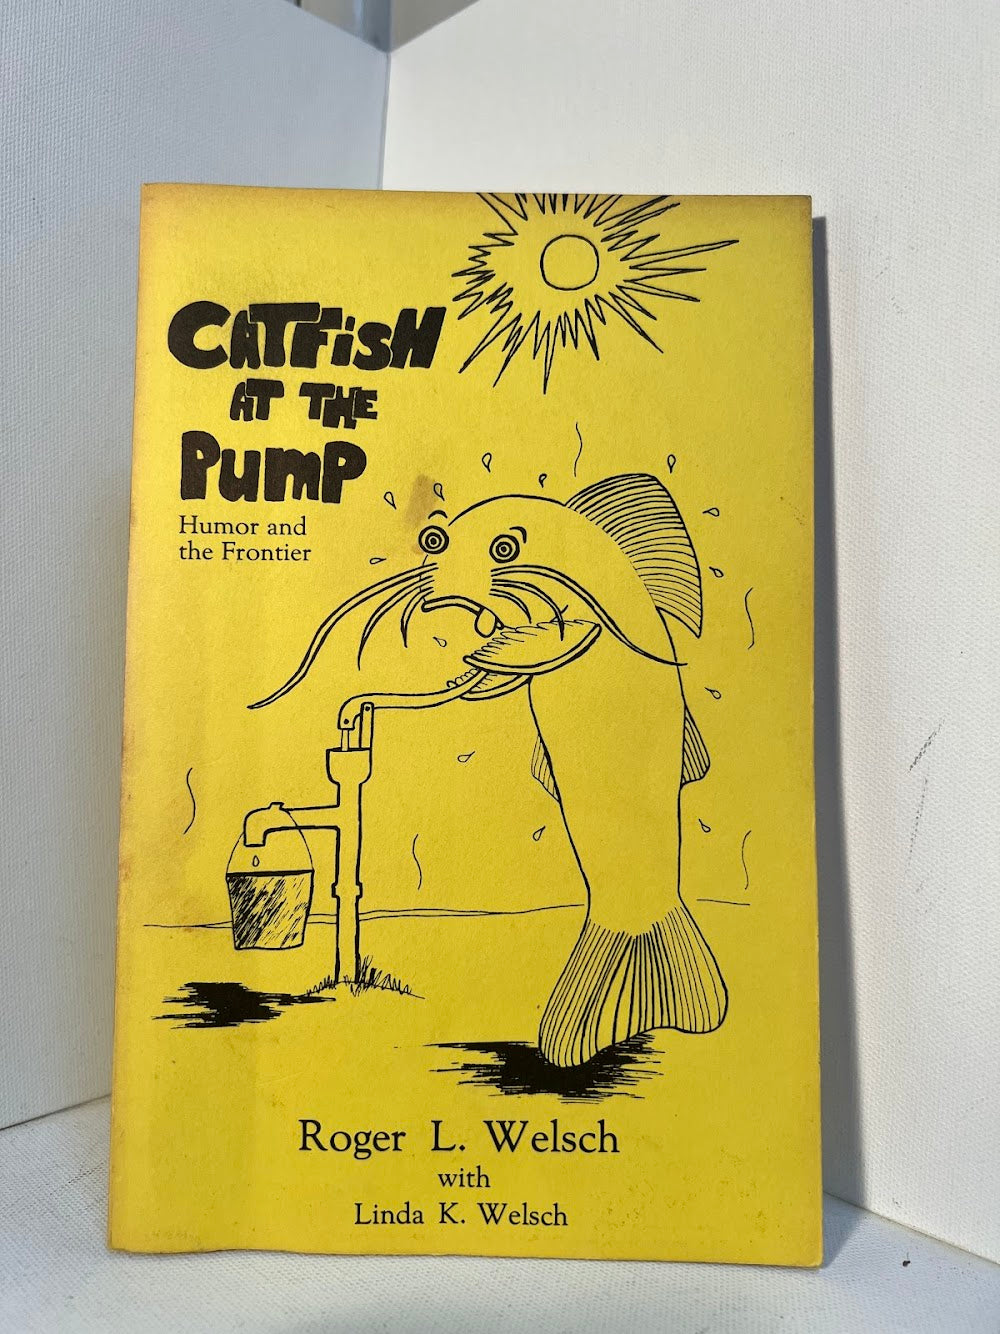 CATFiSH
AT THE
PumP
Humor and
the Frontier
Roger L. Welsch
with
Linda K. Welsch